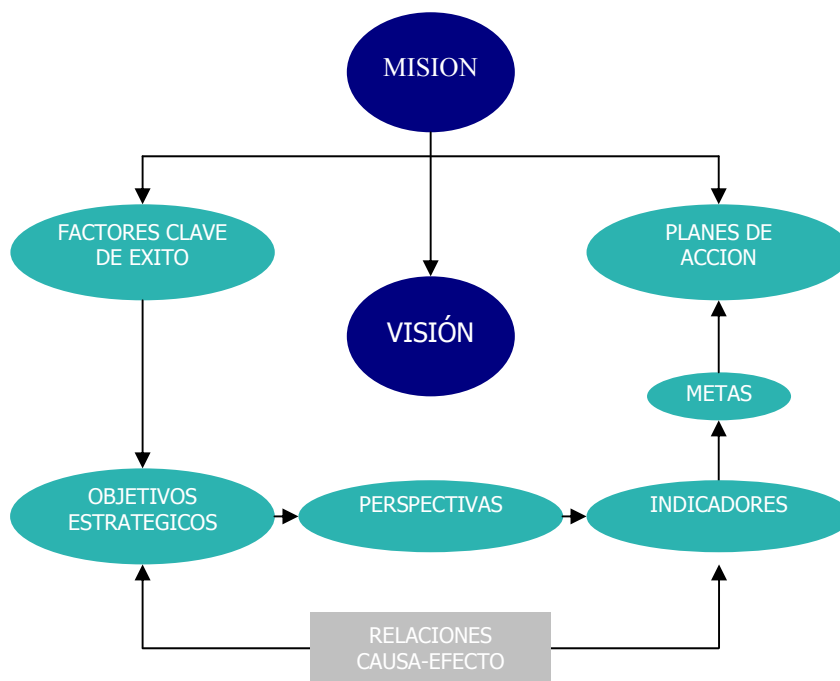 MISION
FACTORES CLAVE
DE EXITO
PLANES DE
ACCION
VISIÓN
METAS
OBJETIVOS
ESTRATEGICOS
PERSPECTIVAS
INDICADORES
RELACIONES
CAUSA-EFECTO